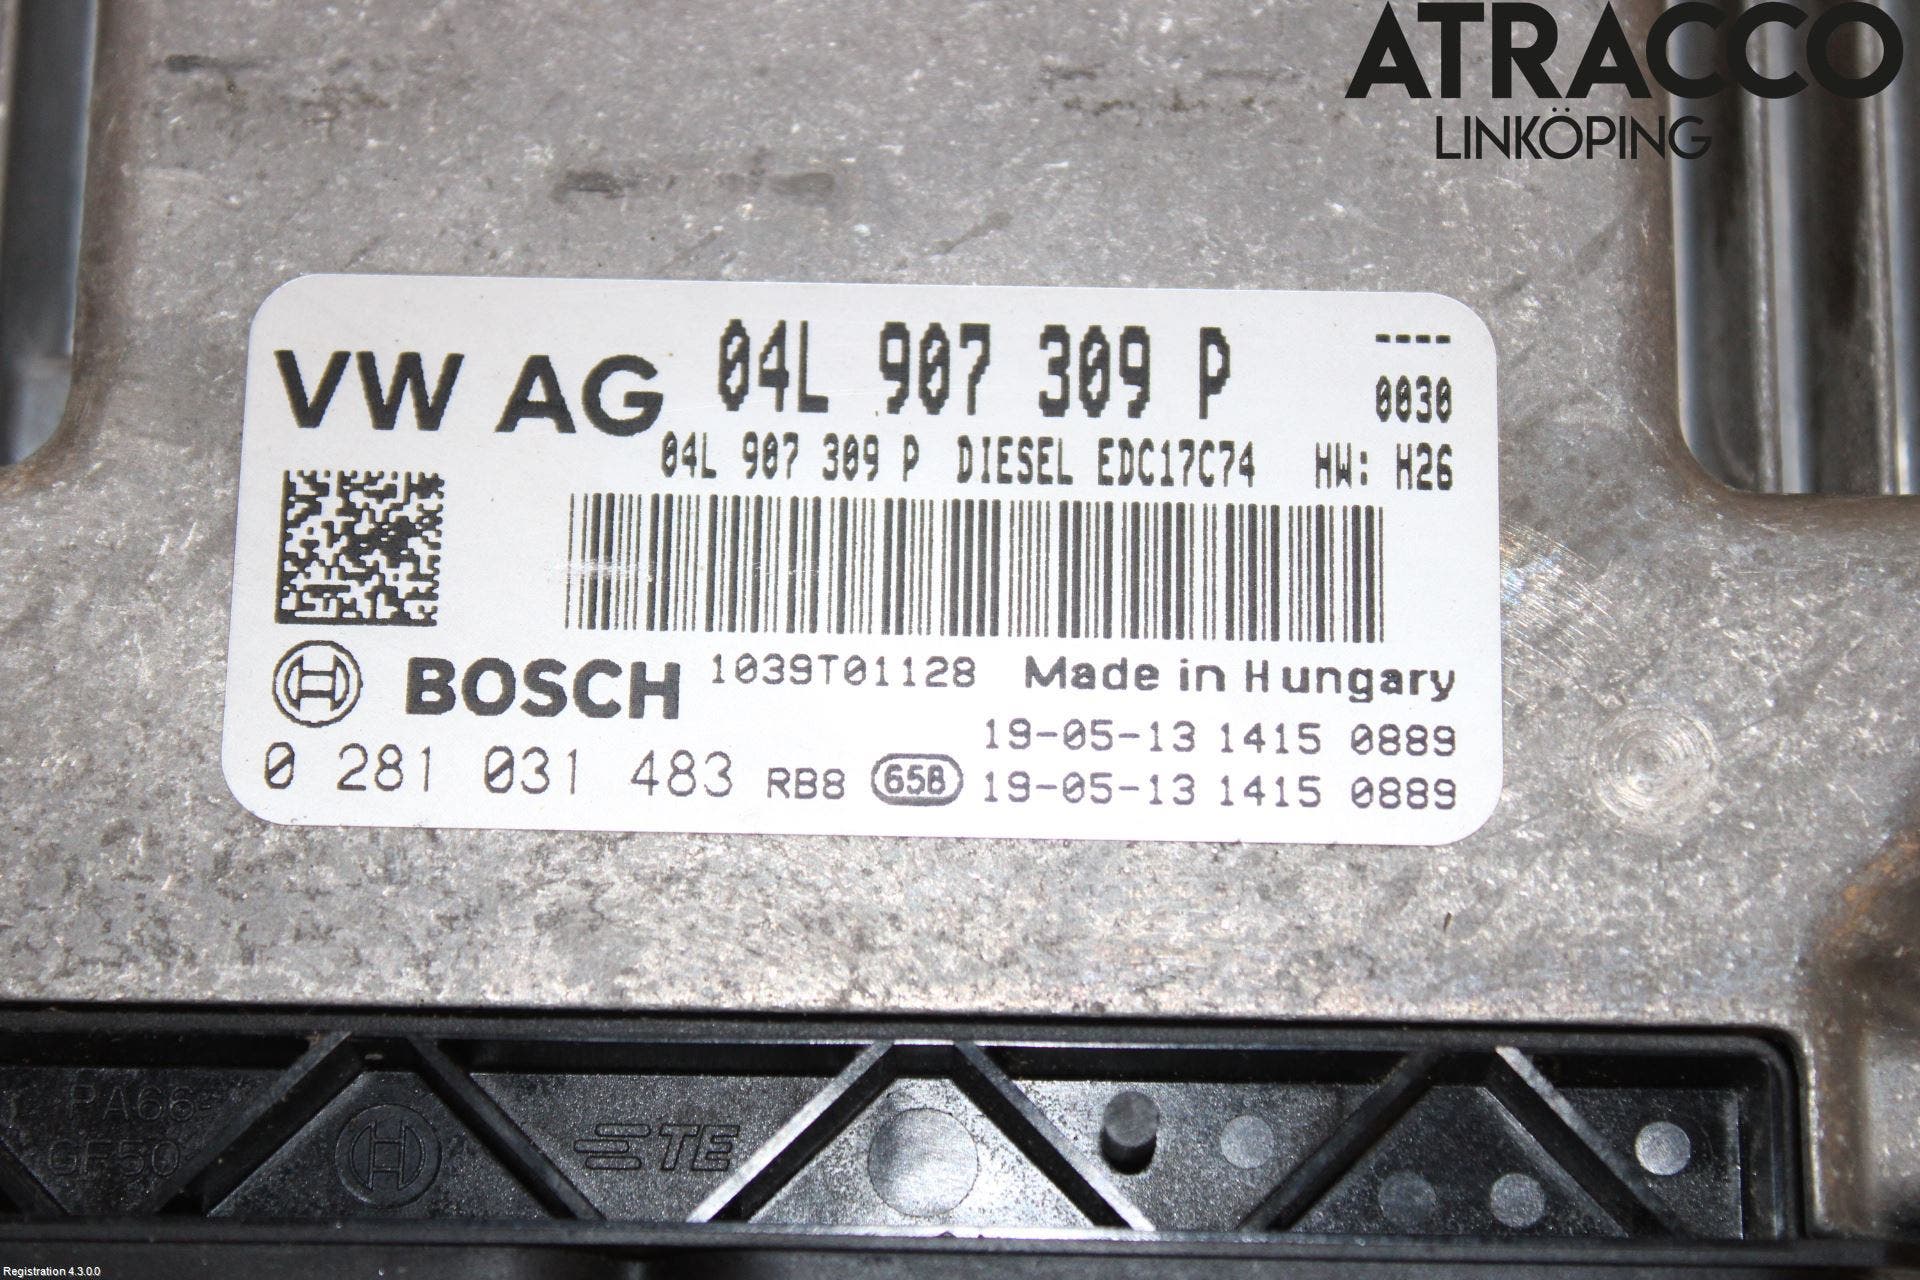 ATRACCO
LINKÖPING
VW AG 04L 907 309 P ----
0030
04L 907 309 P DIESEL EDC17C74 HW: H26
BOSCH 1039T01128 Made in Hungary
19-05-13 1415 0889
0 281 031 483 RB8 65B 19-05-13 1415 0889
PA66-
GF50
TE
Registration 4.3.0.0